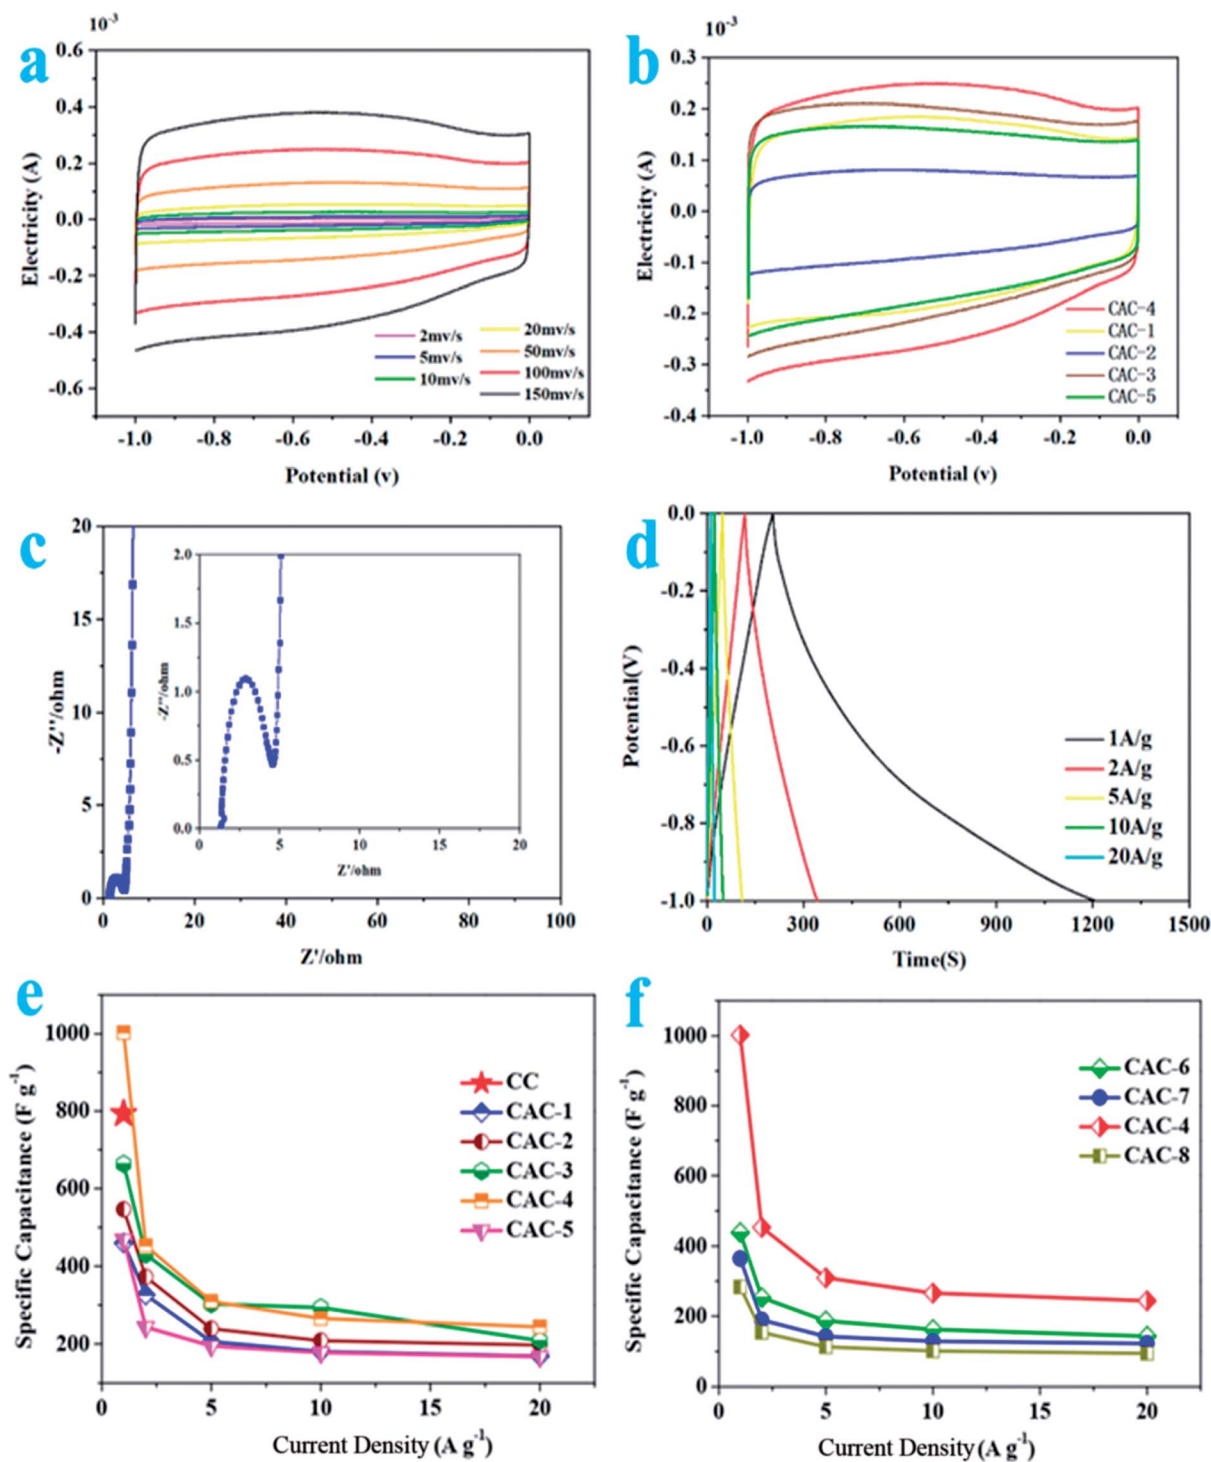 a
10⁻³
0.6
0.4
0.2
0.0
-0.2
-0.4
-0.6
Electricity (A)
2mv/s
5mv/s
10mv/s
20mv/s
50mv/s
100mv/s
150mv/s
-1.0 -0.8 -0.6 -0.4 -0.2 0.0
Potential (v)
b
10⁻³
0.3
0.2
0.1
0.0
-0.1
-0.2
-0.3
-0.4
Electricity (A)
CAC-4
CAC-1
CAC-2
CAC-3
CAC-5
-1.0 -0.8 -0.6 -0.4 -0.2 0.0
Potential (v)
c
20
15
10
5
0
-Z''/ohm
2.0
1.5
1.0
0.5
0.0
-Z''/ohm
0 5 10 15 20
Z'/ohm
0 20 40 60 80 100
Z'/ohm
d
0.0
-0.2
-0.4
-0.6
-0.8
-1.0
Potential(V)
1A/g
2A/g
5A/g
10A/g
20A/g
0 300 600 900 1200 1500
Time(S)
e
1000
800
600
400
200
Specific Capacitance (F g⁻¹)
CC
CAC-1
CAC-2
CAC-3
CAC-4
CAC-5
0 5 10 15 20
Current Density (A g⁻¹)
f
1000
800
600
400
200
0
Specific Capacitance (F g⁻¹)
CAC-6
CAC-7
CAC-4
CAC-8
0 5 10 15 20
Current Density (A g⁻¹)